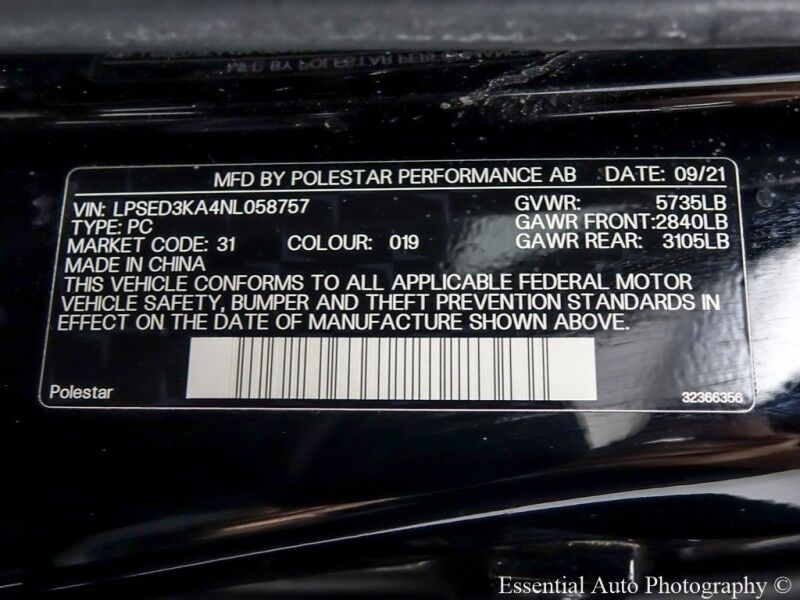 MFD BY POLESTAR PERFORMANCE AB DATE: 09/21
VIN: LPSED3KA4NL058757 GVWR: 5735LB
TYPE: PC GAWR FRONT:2840LB
MARKET CODE: 31 COLOUR: 019 GAWR REAR: 3105LB
MADE IN CHINA
THIS VEHICLE CONFORMS TO ALL APPLICABLE FEDERAL MOTOR
VEHICLE SAFETY, BUMPER AND THEFT PREVENTION STANDARDS IN
EFFECT ON THE DATE OF MANUFACTURE SHOWN ABOVE.
Polestar 32366356
Essential Auto Photography ©